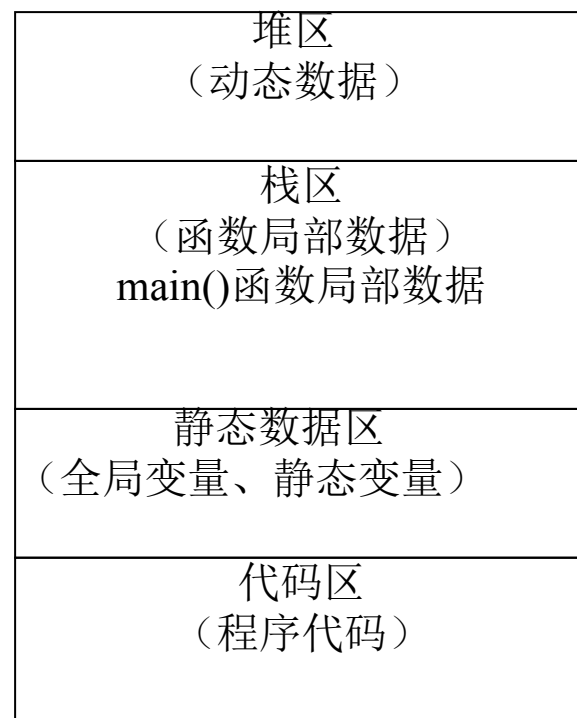 堆区
（动态数据）
栈区
（函数局部数据）
main()函数局部数据
静态数据区
（全局变量、静态变量）
代码区
（程序代码）